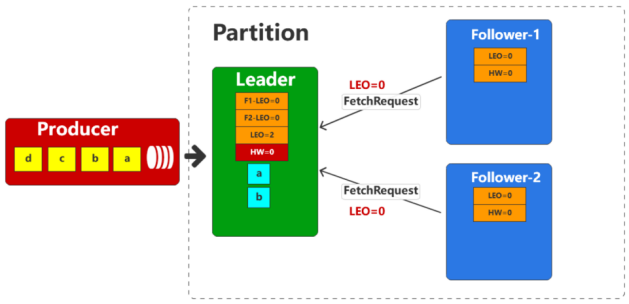 Partition
Producer
d
c
b
a
Leader
F1-LEO=0
F2-LEO=0
LEO=2
HW=0
a
b
LEO=0
FetchRequest
FetchRequest
LEO=0
Follower-1
LEO=0
HW=0
Follower-2
LEO=0
HW=0